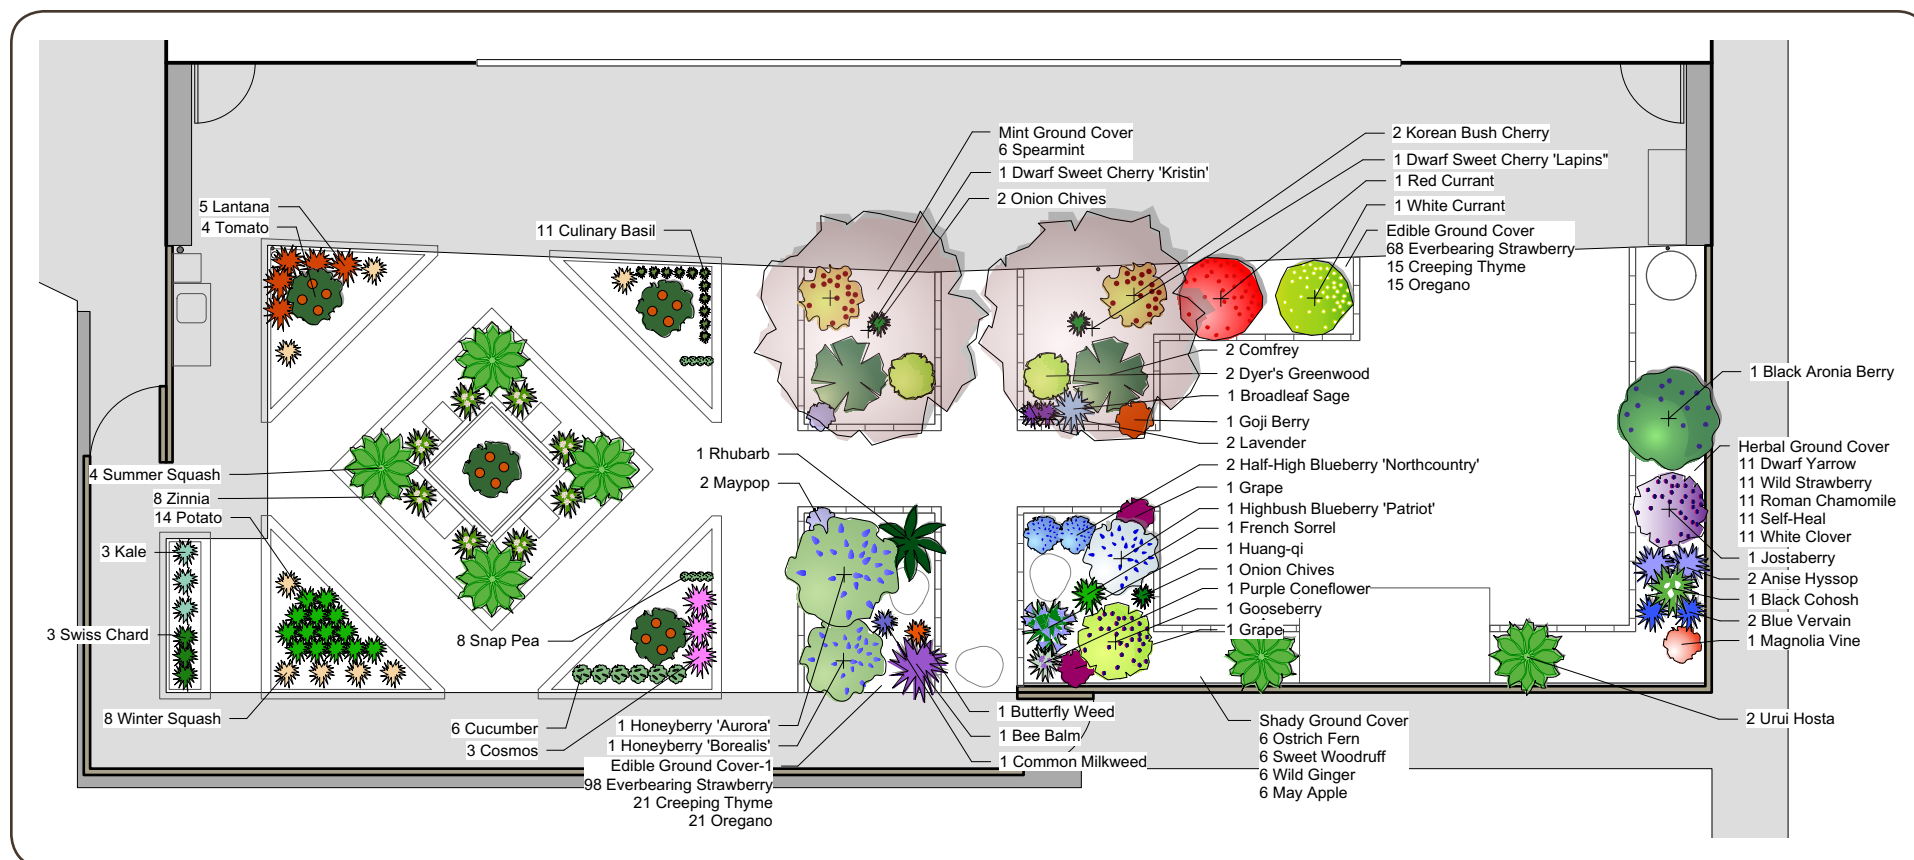 Mint Ground Cover
6 Spearmint
1 Dwarf Sweet Cherry 'Kristin'
2 Onion Chives
2 Korean Bush Cherry
1 Dwarf Sweet Cherry 'Lapins"
1 Red Currant
1 White Currant
Edible Ground Cover
68 Everbearing Strawberry
15 Creeping Thyme
15 Oregano
5 Lantana
4 Tomato
11 Culinary Basil
2 Comfrey
2 Dyer's Greenwood
1 Broadleaf Sage
1 Goji Berry
2 Lavender
2 Half-High Blueberry 'Northcountry'
1 Grape
1 Highbush Blueberry 'Patriot'
1 French Sorrel
1 Huang-qi
1 Onion Chives
1 Purple Coneflower
1 Gooseberry
1 Grape
1 Black Aronia Berry
Herbal Ground Cover
11 Dwarf Yarrow
11 Wild Strawberry
11 Roman Chamomile
11 Self-Heal
11 White Clover
1 Jostaberry
2 Anise Hyssop
1 Black Cohosh
2 Blue Vervain
1 Magnolia Vine
2 Urui Hosta
1 Rhubarb
2 Maypop
4 Summer Squash
8 Zinnia
14 Potato
3 Kale
3 Swiss Chard
8 Winter Squash
8 Snap Pea
6 Cucumber
3 Cosmos
1 Honeyberry 'Aurora'
1 Honeyberry 'Borealis'
Edible Ground Cover-1
98 Everbearing Strawberry
21 Creeping Thyme
21 Oregano
1 Butterfly Weed
1 Bee Balm
1 Common Milkweed
Shady Ground Cover
6 Ostrich Fern
6 Sweet Woodruff
6 Wild Ginger
6 May Apple